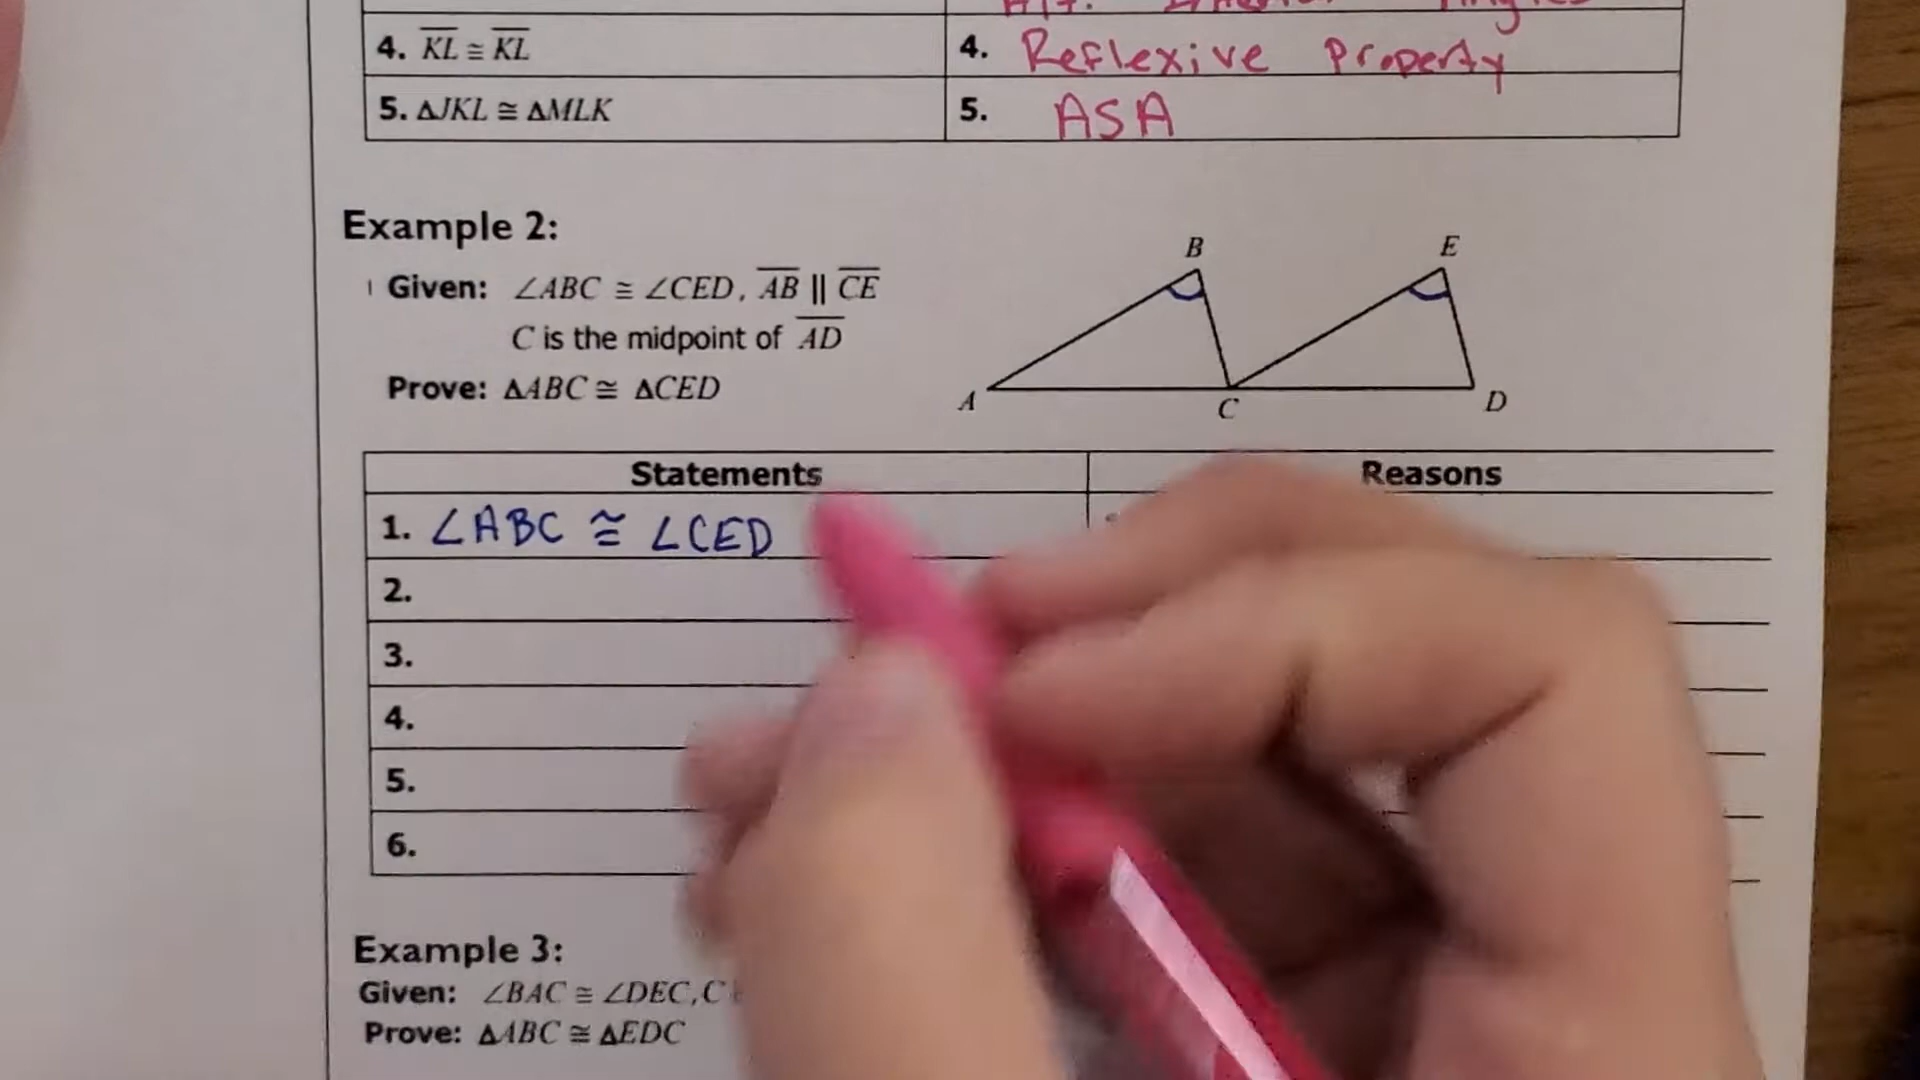 4. KL ≅ KL 4. Reflexive Property
5. ΔJKL ≅ ΔMLK 5. ASA
Example 2:
Given: ∠ABC ≅ ∠CED, AB || CE
C is the midpoint of AD
Prove: ΔABC ≅ ΔCED
B E
A C D
Statements Reasons
1. ∠ABC ≅ ∠CED
2.
3.
4.
5.
6.
Example 3:
Given: ∠BAC ≅ ∠DEC, C
Prove: ΔABC ≅ ΔEDC